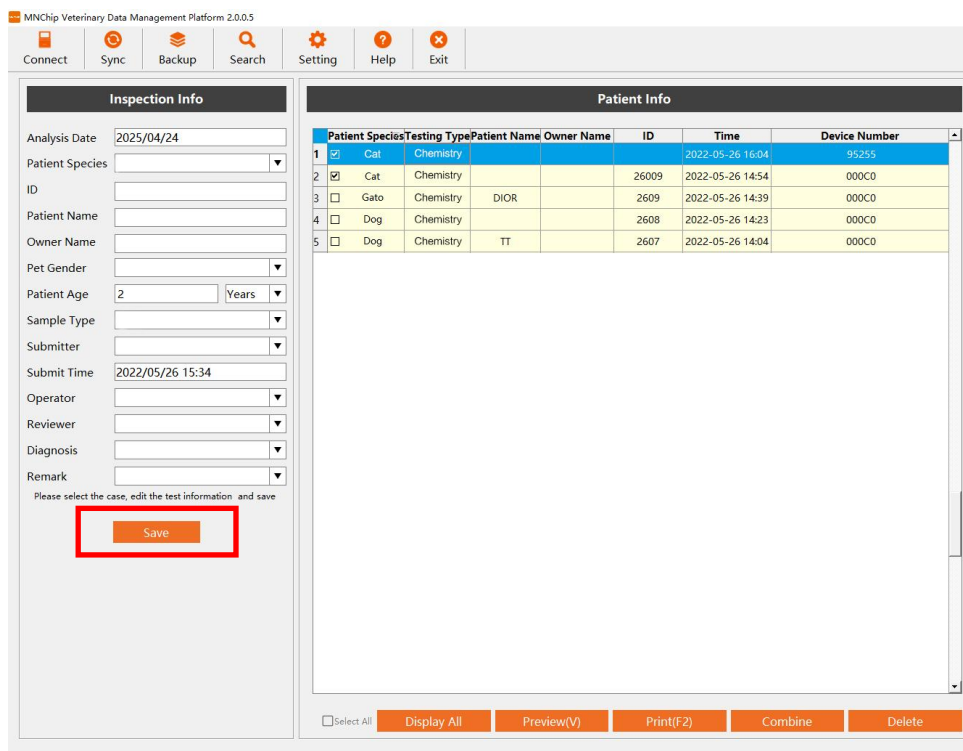 MNChip Veterinary Data Management Platform 2.0.0.5
Connect Sync Backup Search Setting Help Exit
Inspection Info
Analysis Date 2025/04/24
Patient Species
ID
Patient Name
Owner Name
Pet Gender
Patient Age 2 Years
Sample Type
Submitter
Submit Time 2022/05/26 15:34
Operator
Reviewer
Diagnosis
Remark
Please select the case, edit the test information and save
Save
Patient Info
Patient Species Testing Type Patient Name Owner Name ID Time Device Number
1 Cat Chemistry 2022-05-26 16:04 95255
2 Cat Chemistry 26009 2022-05-26 14:54 000C0
3 Gato Chemistry DIOR 2609 2022-05-26 14:39 000C0
4 Dog Chemistry 2608 2022-05-26 14:23 000C0
5 Dog Chemistry TT 2607 2022-05-26 14:04 000C0
Select All Display All Preview(V) Print(F2) Combine Delete